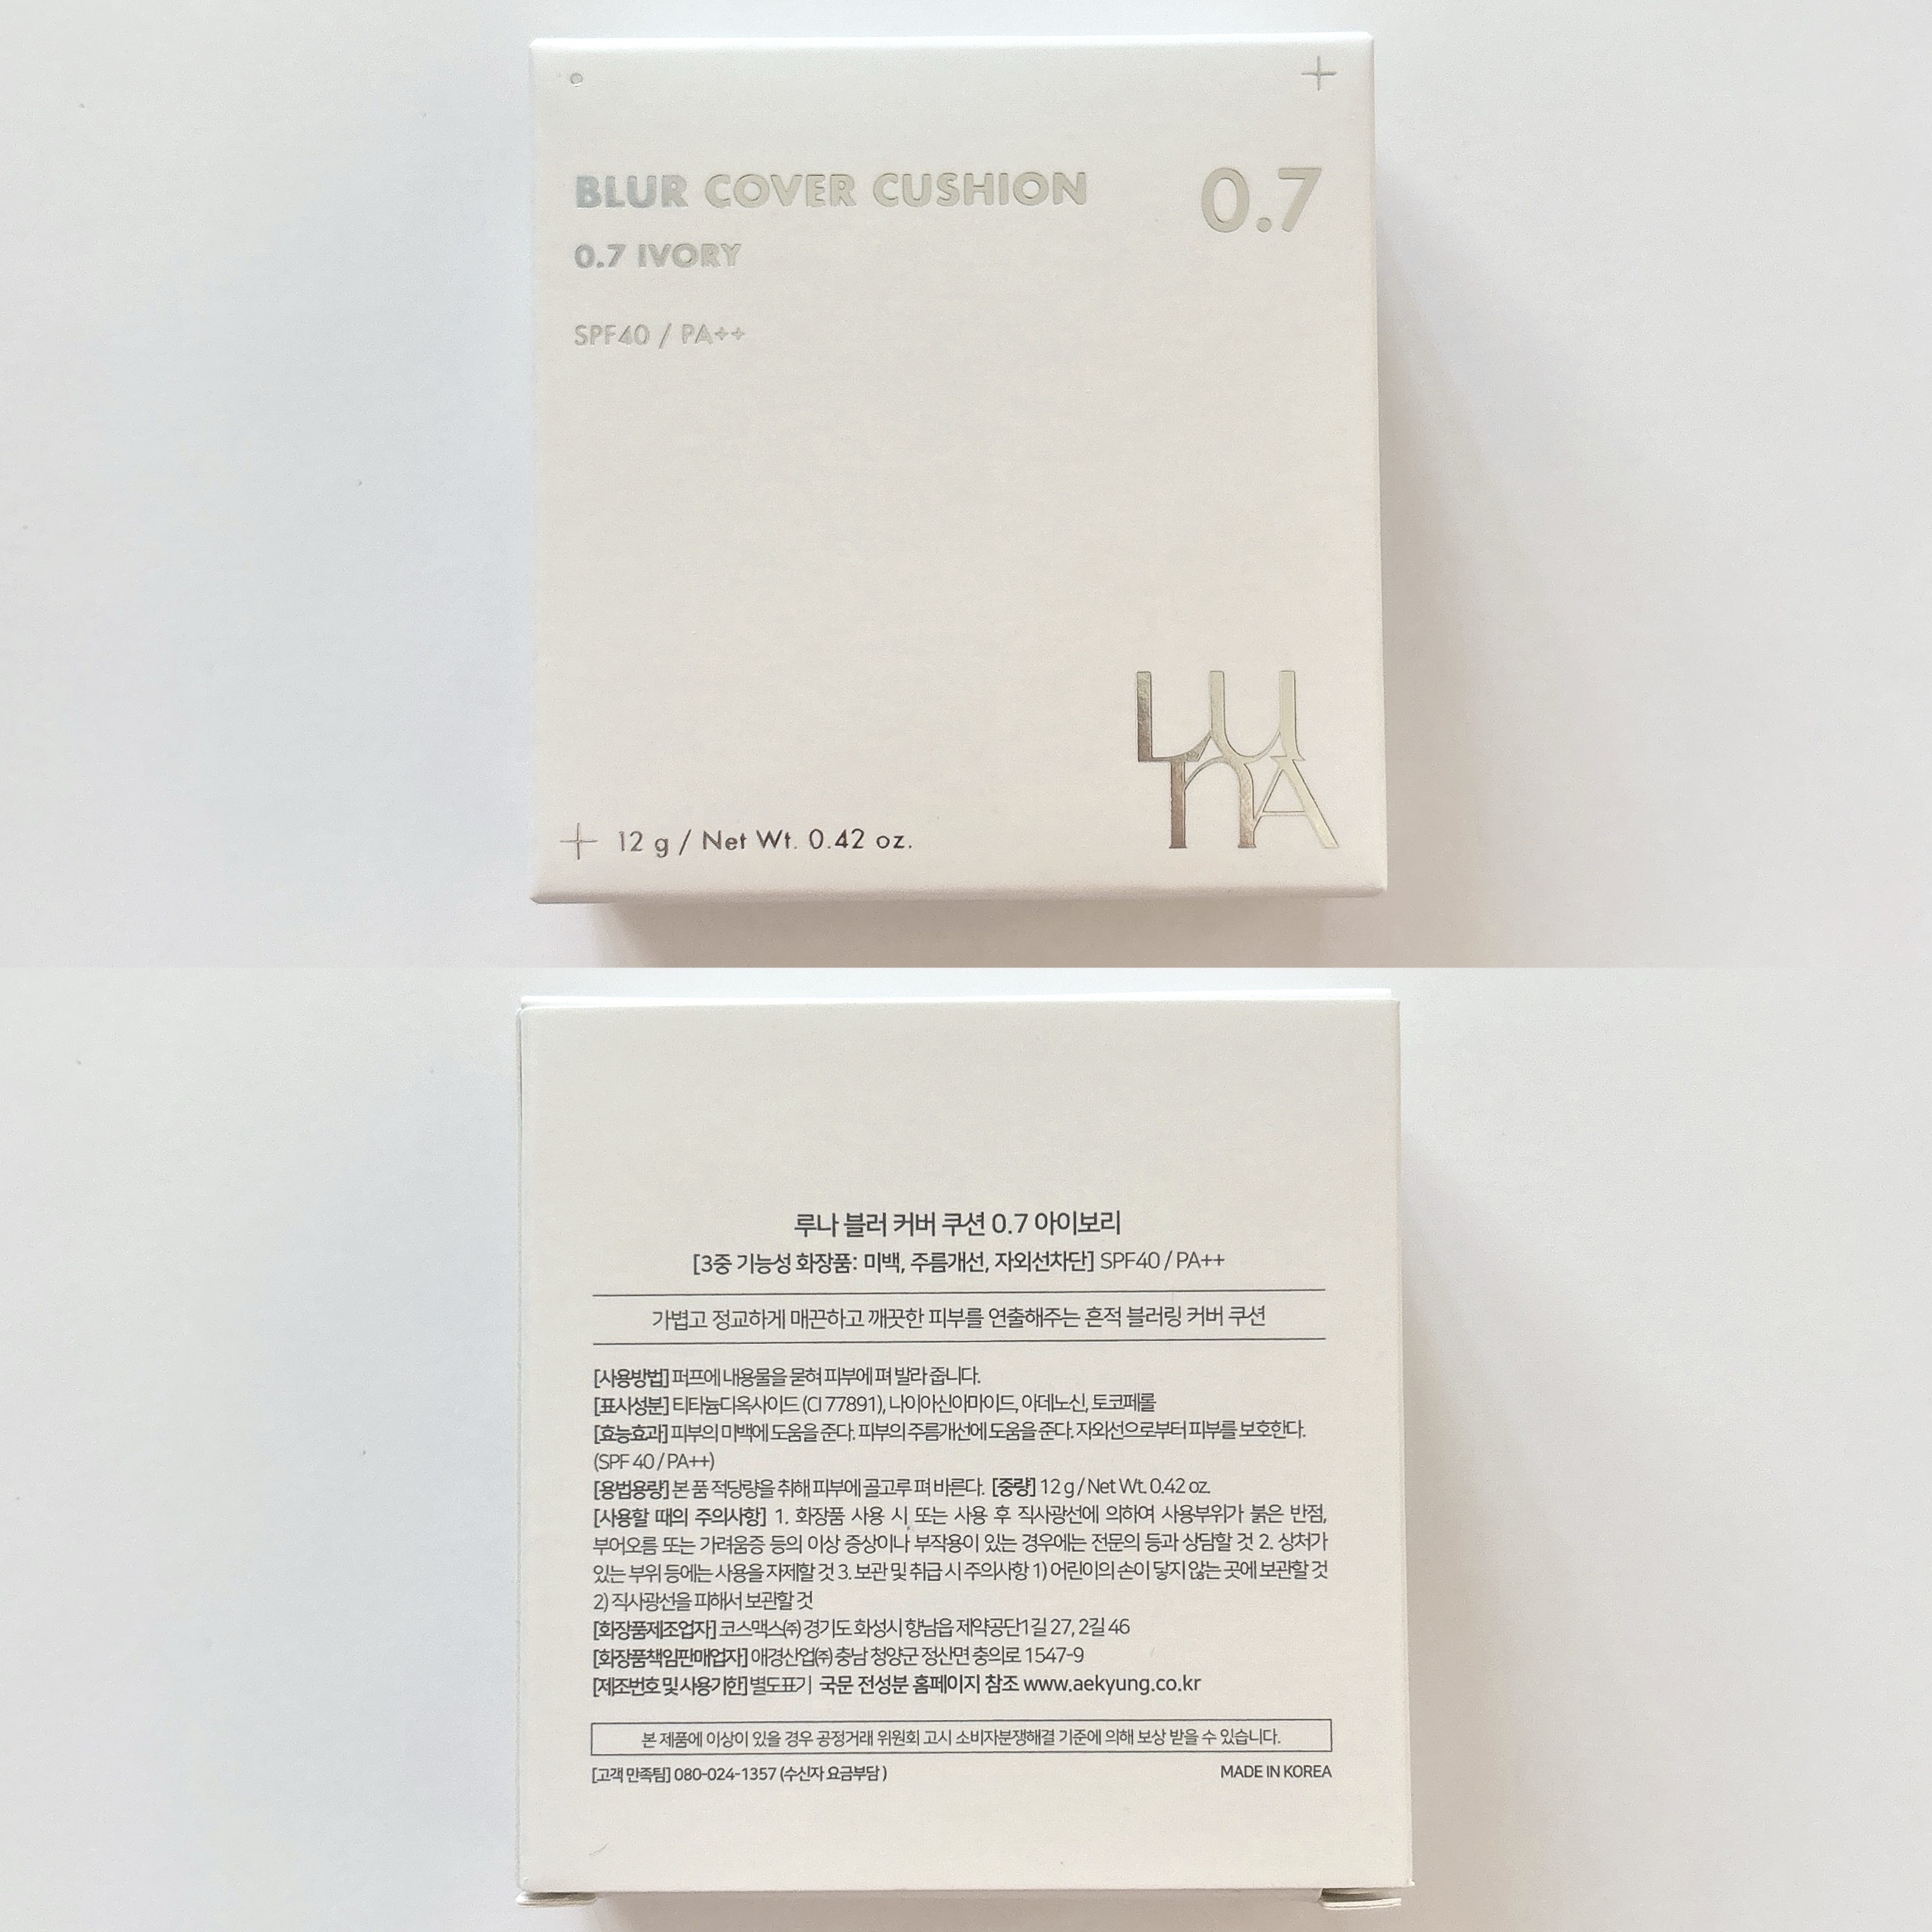 BLUR COVER CUSHION 0.7
0.7 IVORY
SPF40 / PA++
LUNA
12 g / Net Wt. 0.42 oz.
루나 블러 커버 쿠션 0.7 아이보리
[3중 기능성 화장품: 미백, 주름개선, 자외선차단] SPF40 / PA++
가볍고 정교하게 매끈하고 깨끗한 피부를 연출해주는 흔적 블러링 커버 쿠션
[사용방법] 퍼프에 내용물을 묻혀 피부에 펴 발라 줍니다.
[표시성분] 티타늄디옥사이드 (CI 77891), 나이아신아마이드, 아데노신, 토코페롤
[효능효과] 피부의 미백에 도움을 준다. 피부의 주름개선에 도움을 준다. 자외선으로부터 피부를 보호한다.
(SPF 40 / PA++)
[용법용량] 본 품 적당량을 취해 피부에 골고루 펴 바른다. [중량] 12 g / Net Wt. 0.42 oz.
[사용할 때의 주의사항] 1. 화장품 사용 시 또는 사용 후 직사광선에 의하여 사용부위가 붉은 반점,
부어오름 또는 가려움증 등의 이상 증상이나 부작용이 있는 경우에는 전문의 등과 상담할 것 2. 상처가
있는 부위 등에는 사용을 자제할 것 3. 보관 및 취급 시 주의사항 1) 어린이의 손이 닿지 않는 곳에 보관할 것
2) 직사광선을 피해서 보관할 것
[화장품제조업자] 코스맥스㈜ 경기도 화성시 향남읍 제약공단1길 27, 2길 46
[화장품책임판매업자] 애경산업㈜ 충남 청양군 정산면 충의로 1547-9
[제조번호 및 사용기한] 별도표기 국문 전성분 홈페이지 참조 www.aekyung.co.kr
본 제품에 이상이 있을 경우 공정거래 위원회 고시 소비자분쟁해결 기준에 의해 보상 받을 수 있습니다.
[고객 만족팀] 080-024-1357 (수신자 요금부담 ) MADE IN KOREA